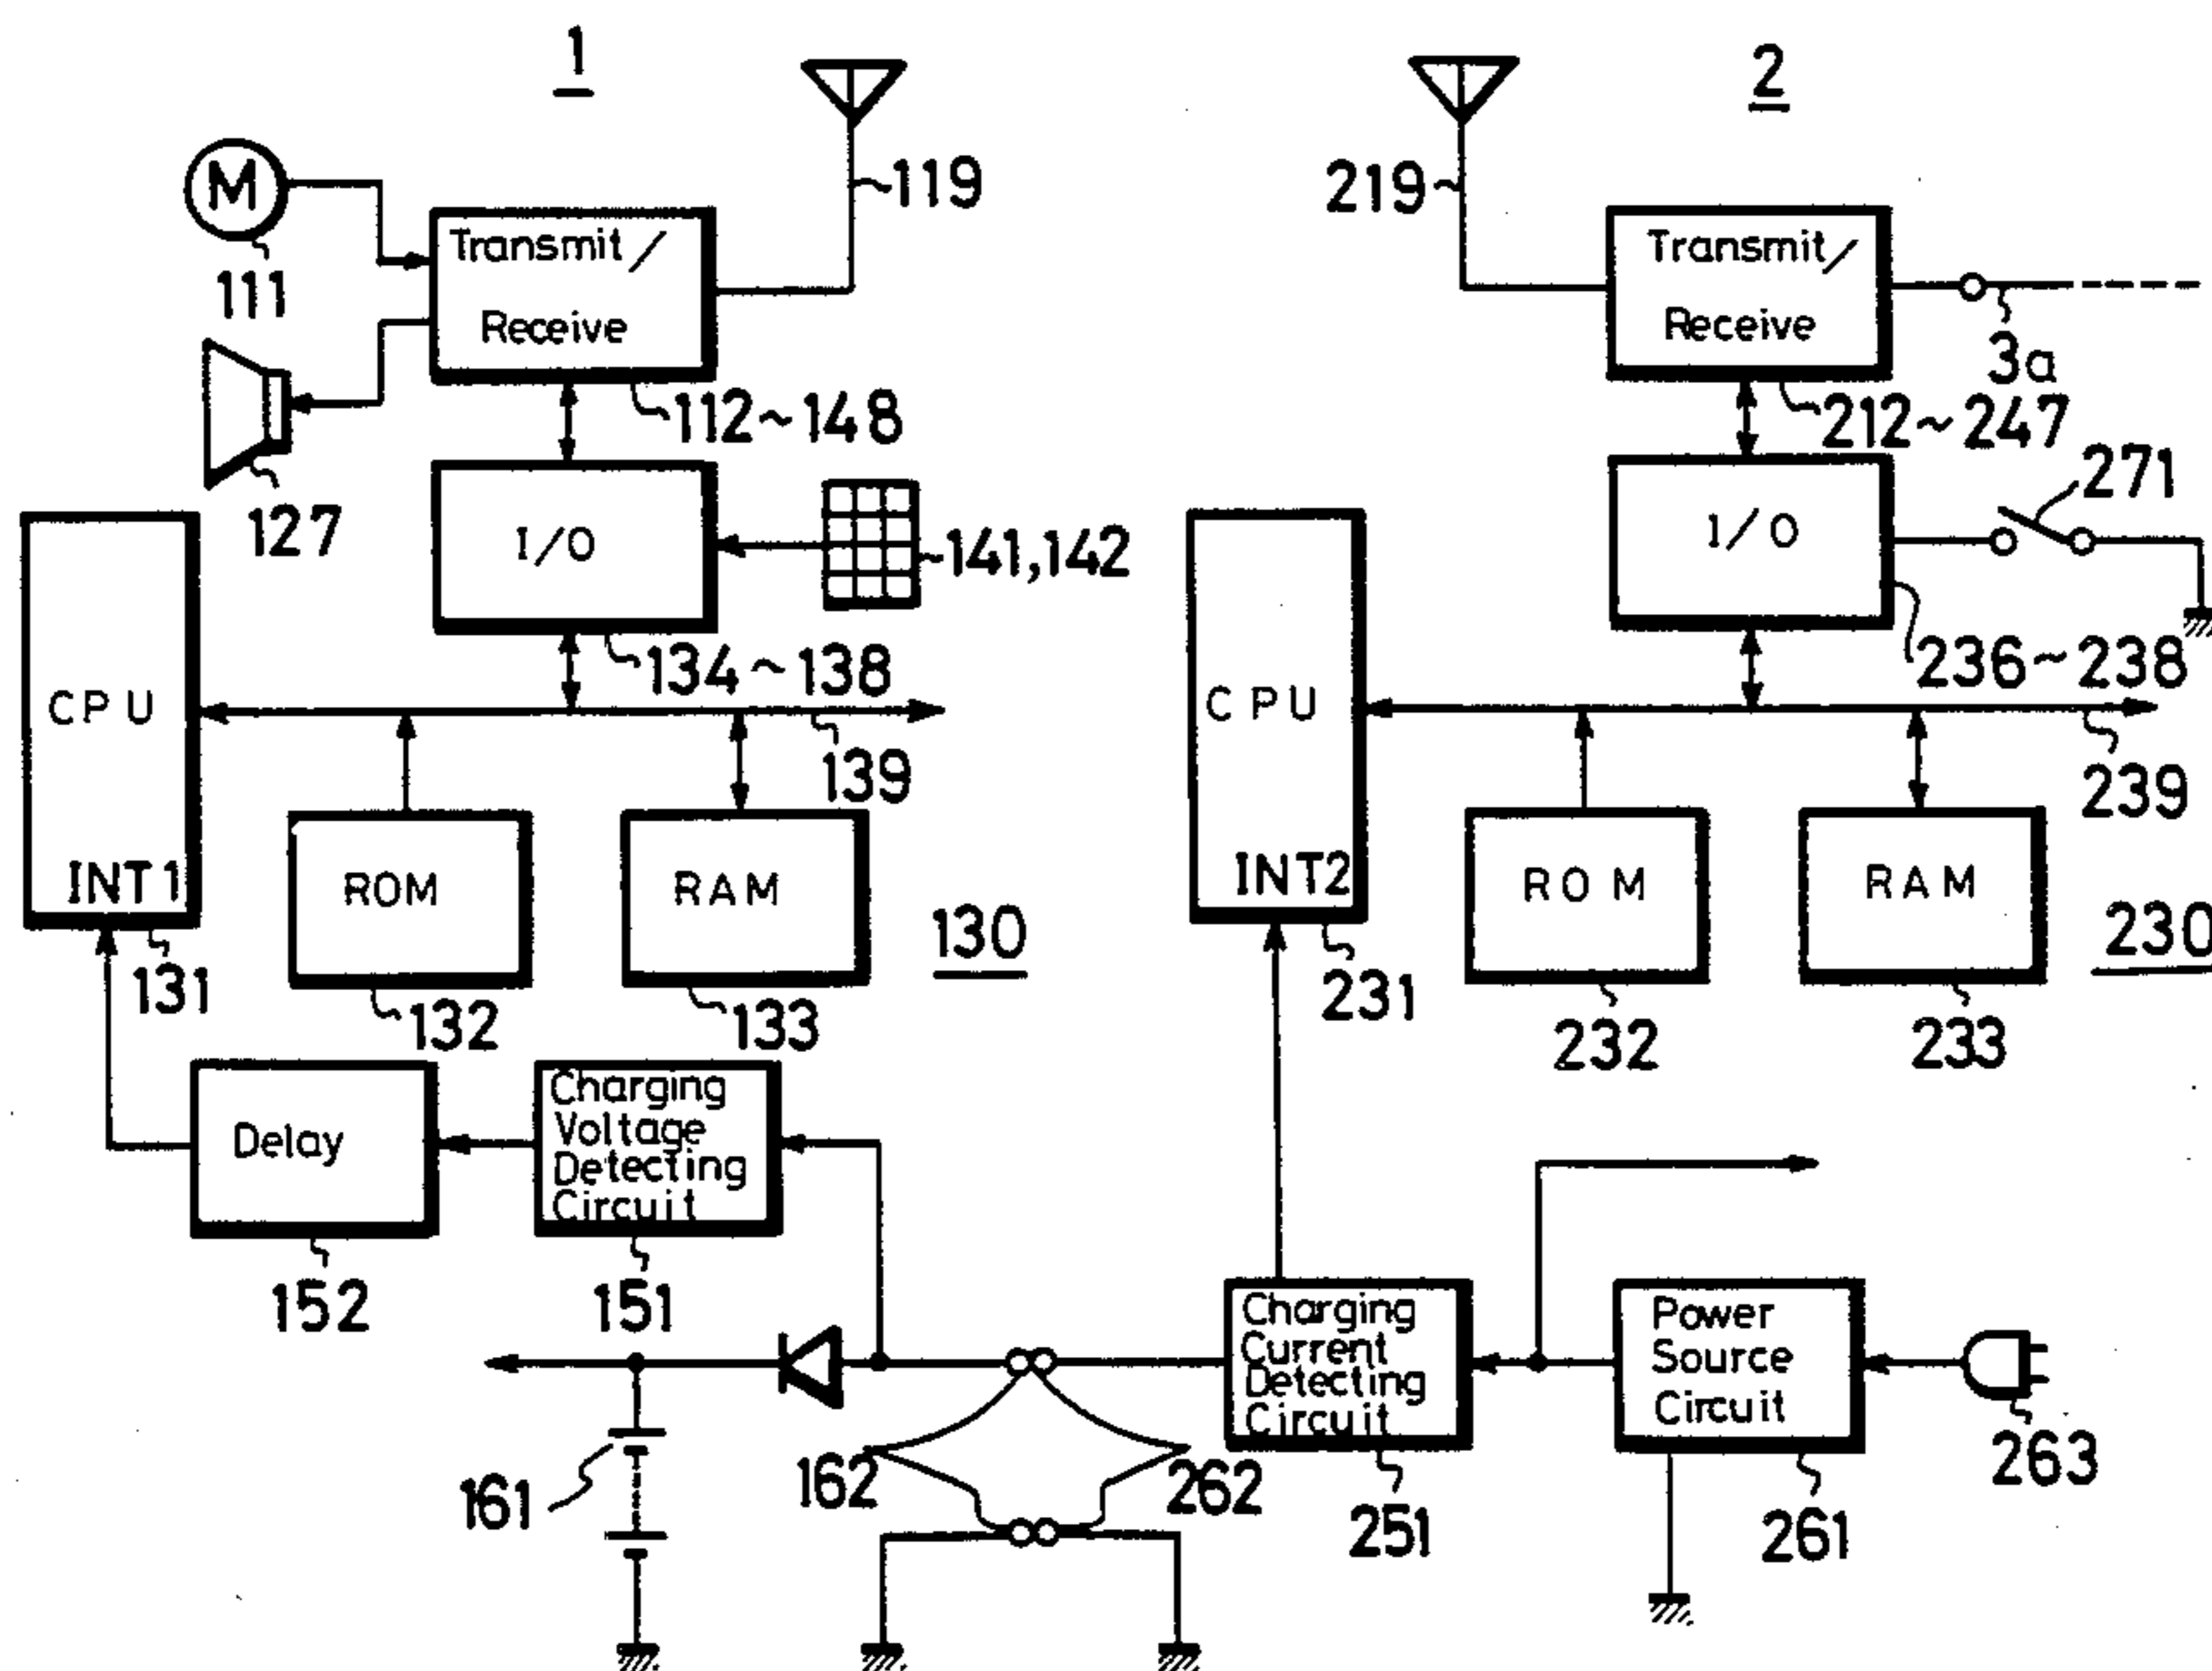 1
2
M
119
219
Transmit/
Receive
Transmit/
Receive
111
3a
112~148
212~247
271
127
I/O
141,142
I/O
134~138
236~238
CPU
CPU
139
239
INT1
ROM
RAM
130
INT2
ROM
RAM
230
131
132
133
231
232
233
Delay
Charging
Voltage
Detecting
Circuit
152
151
Charging
Current
Detecting
Circuit
Power
Source
Circuit
161
162
262
251
261
263